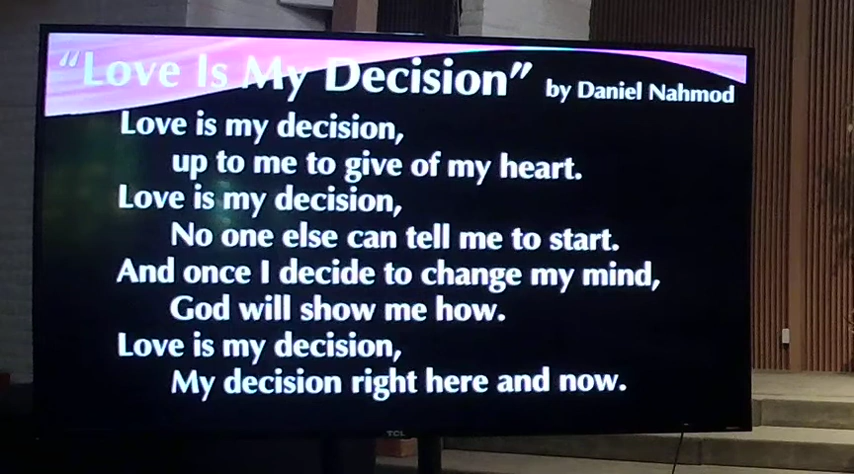 "Love Is My Decision" by Daniel Nahmod
Love is my decision,
up to me to give of my heart.
Love is my decision,
No one else can tell me to start.
And once I decide to change my mind,
God will show me how.
Love is my decision,
My decision right here and now.
TCL